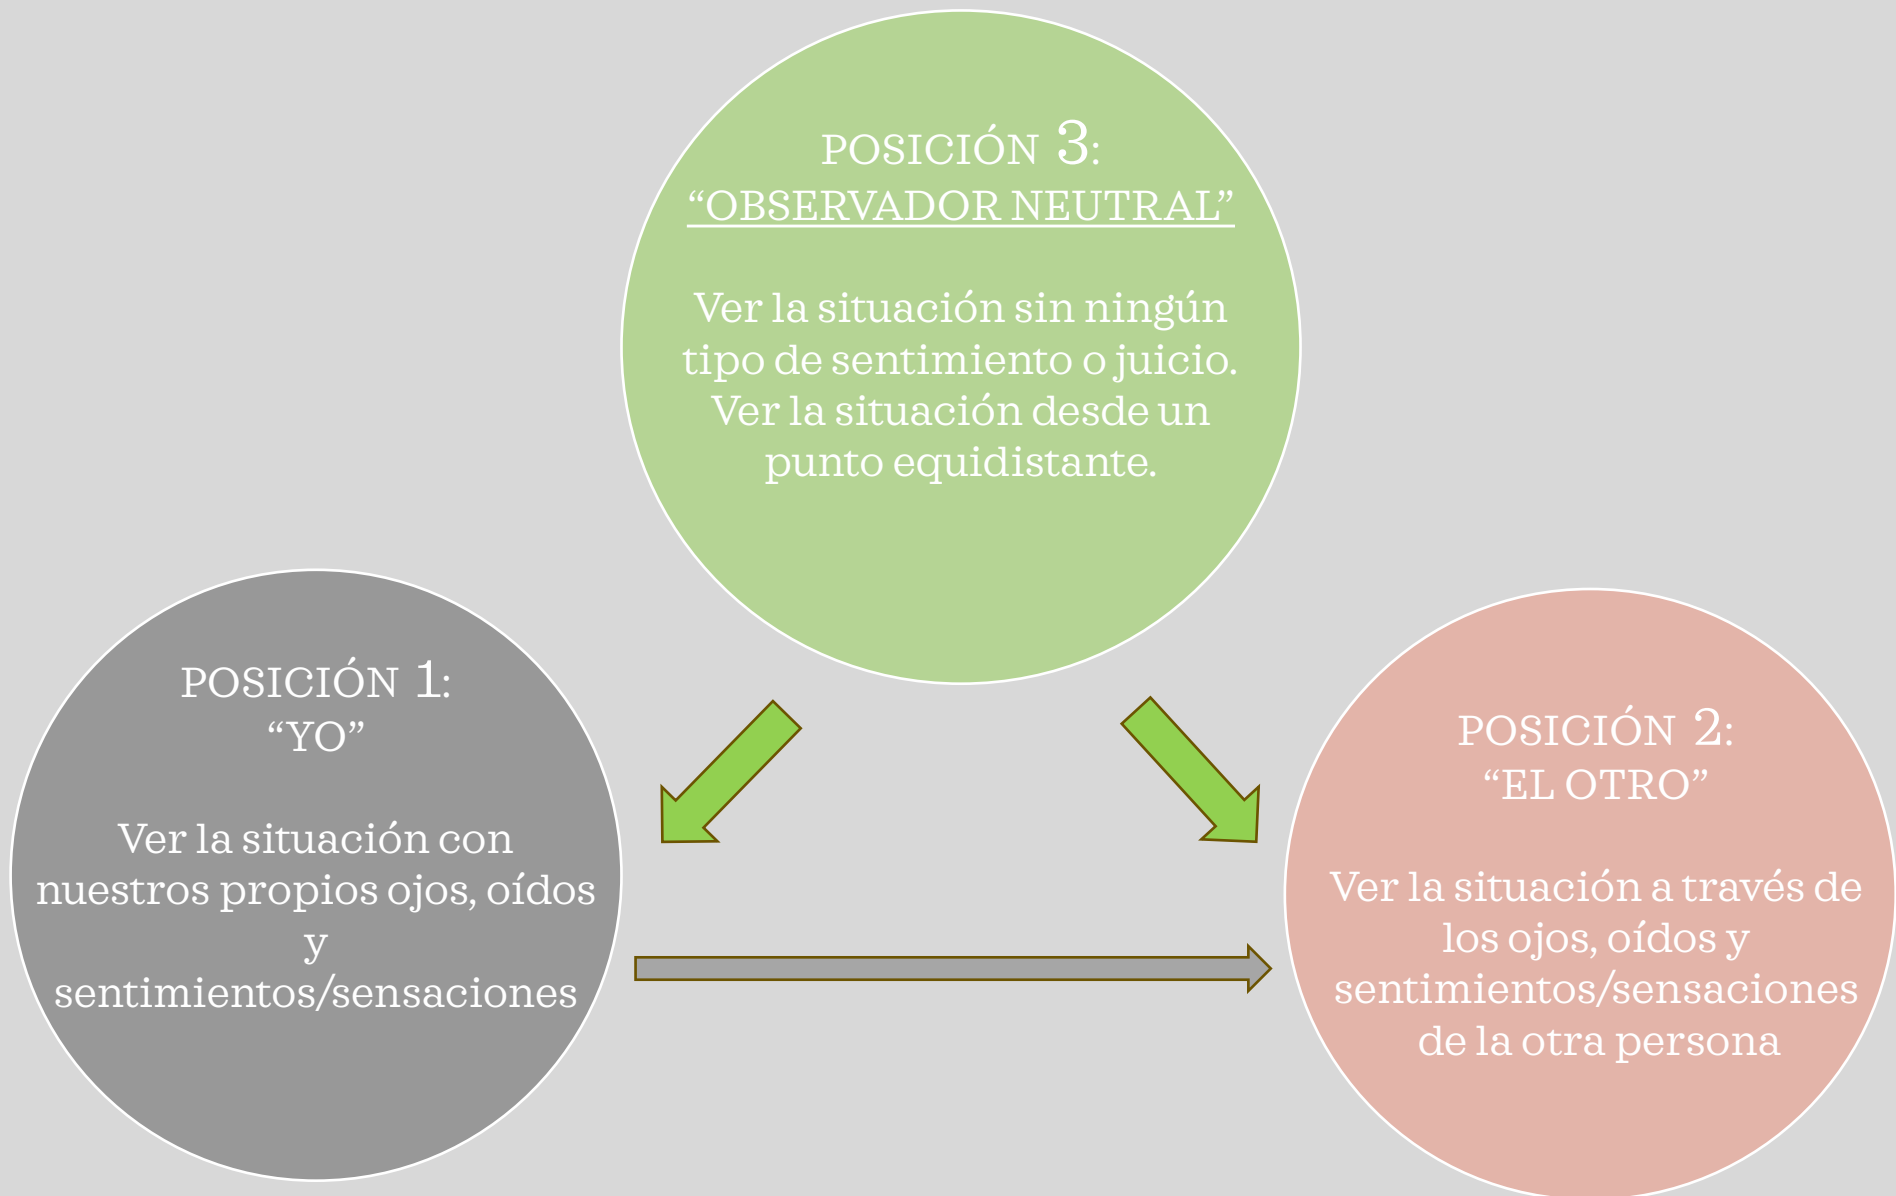 POSICIÓN 3:
“OBSERVADOR NEUTRAL”
Ver la situación sin ningún
tipo de sentimiento o juicio.
Ver la situación desde un
punto equidistante.
POSICIÓN 1:
“YO”
Ver la situación con
nuestros propios ojos, oídos
y
sentimientos/sensaciones
POSICIÓN 2:
“EL OTRO”
Ver la situación a través de
los ojos, oídos y
sentimientos/sensaciones
de la otra persona